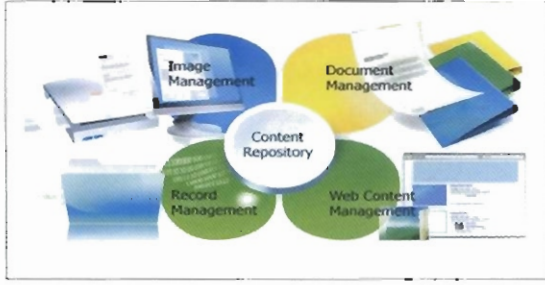 Image
Management
Document
Management
Content
Repository
Record
Management
Web Content
Management